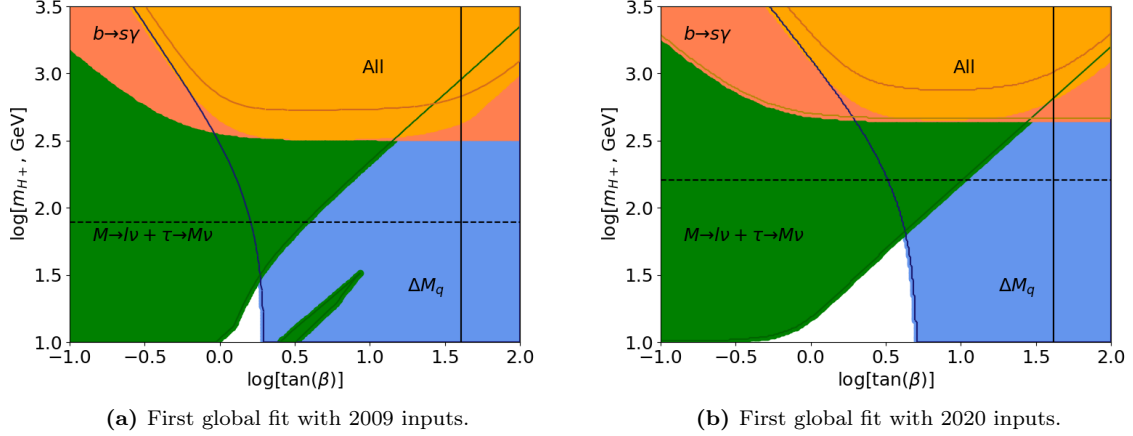 3.5
3.0
2.5
2.0
1.5
1.0
log[m_{H+}, GeV]
b→sγ
All
M→lν + τ→Mν
ΔM_q
−1.0 −0.5 0.0 0.5 1.0 1.5 2.0
log[tan(β)]
(a) First global fit with 2009 inputs.
3.5
3.0
2.5
2.0
1.5
1.0
log[m_{H+}, GeV]
b→sγ
All
M→lν + τ→Mν
ΔM_q
−1.0 −0.5 0.0 0.5 1.0 1.5 2.0
log[tan(β)]
(b) First global fit with 2020 inputs.